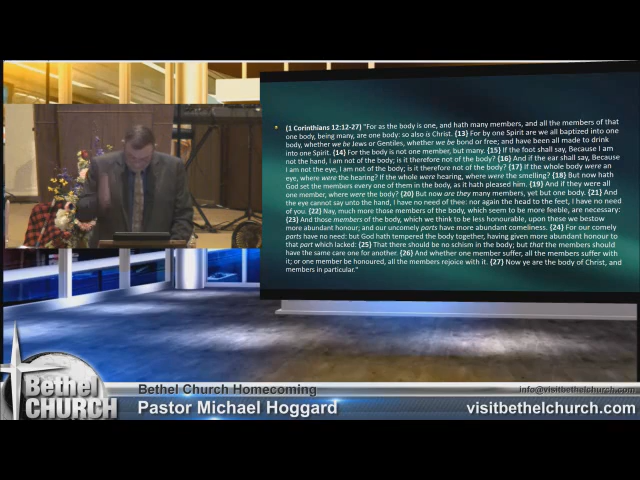 (1 Corinthians 12:12-27) "For as the body is one, and hath many members, and all the members of that
one body, being many, are one body: so also is Christ. (13) For by one Spirit are we all baptized into one
body, whether we be Jews or Gentiles, whether we be bond or free; and have been all made to drink
into one Spirit. (14) For the body is not one member, but many. (15) If the foot shall say, Because I am
not the hand, I am not of the body; is it therefore not of the body? (16) And if the ear shall say, Because
I am not the eye, I am not of the body; is it therefore not of the body? (17) If the whole body were an
eye, where were the hearing? If the whole were hearing, where were the smelling? (18) But now hath
God set the members every one of them in the body, as it hath pleased him. (19) And if they were all
one member, where were the body? (20) But now are they many members, yet but one body. (21) And
the eye cannot say unto the hand, I have no need of thee: nor again the head to the feet, I have no need
of you. (22) Nay, much more those members of the body, which seem to be more feeble, are necessary:
(23) And those members of the body, which we think to be less honourable, upon these we bestow
more abundant honour; and our uncomely parts have more abundant comeliness. (24) For our comely
parts have no need: but God hath tempered the body together, having given more abundant honour to
that part which lacked: (25) That there should be no schism in the body; but that the members should
have the same care one for another. (26) And whether one member suffer, all the members suffer with
it; or one member be honoured, all the members rejoice with it. (27) Now ye are the body of Christ, and
members in particular."
Bethel
CHURCH
Bethel Church Homecoming
info@visitbethelchurch.com
Pastor Michael Hoggard
visitbethelchurch.com